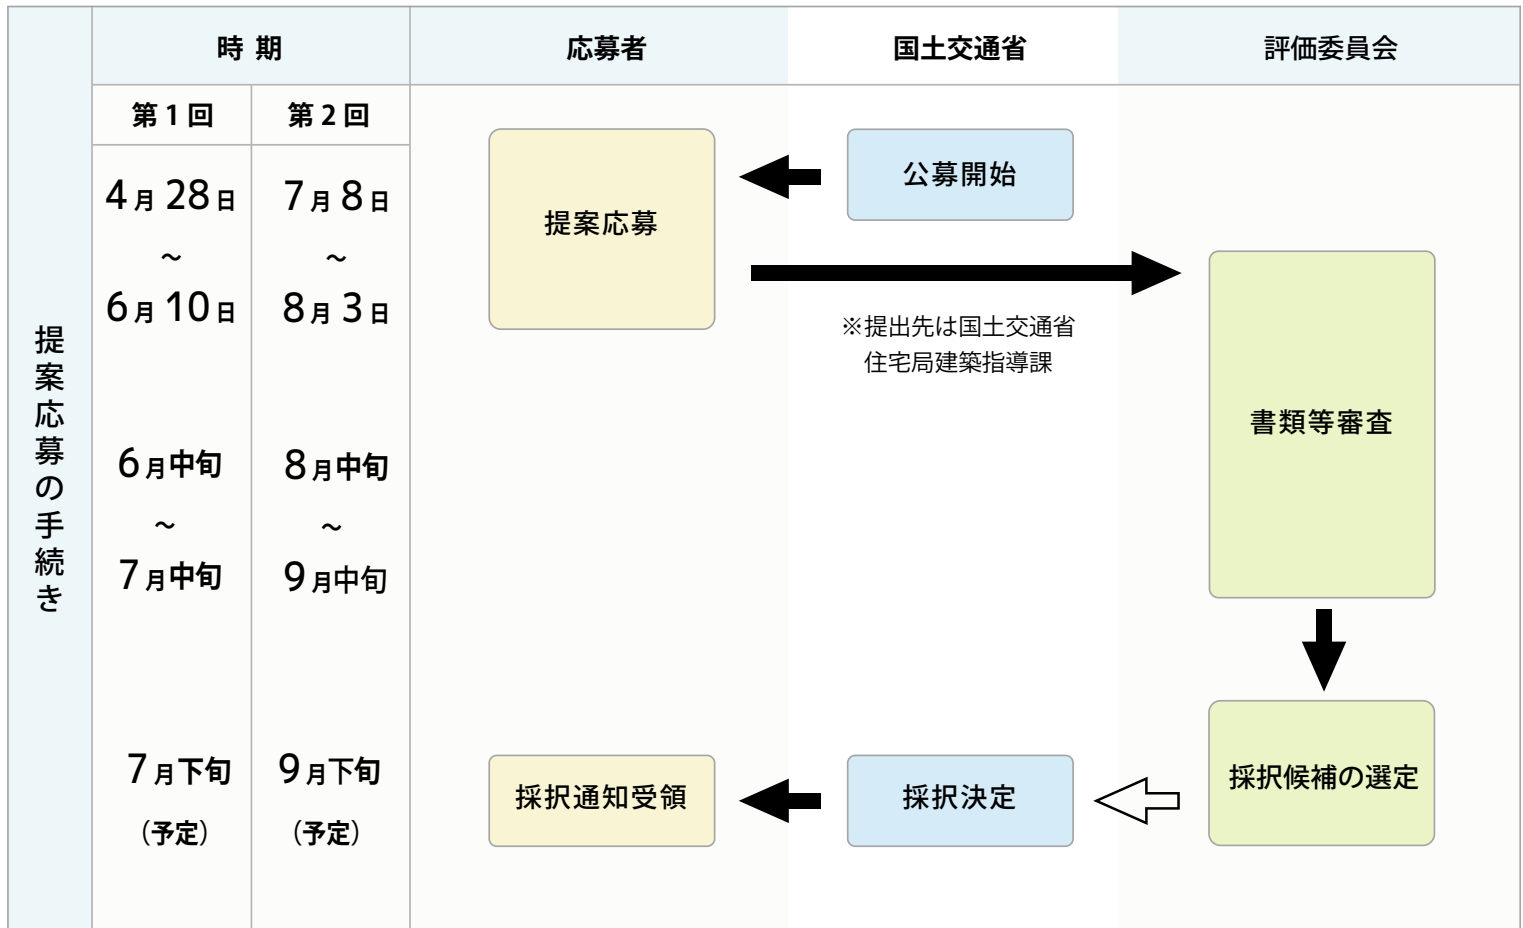 提案応募の手続き
時 期
応募者
国土交通省
評価委員会
第 1 回
第 2 回
4月 28日
～
6月 10日
7月 8日
～
8月 3日
公募開始
提案応募
※提出先は国土交通省
住宅局建築指導課
6月中旬
～
7月中旬
8月中旬
～
9月中旬
書類等審査
7月下旬
（予定）
9月下旬
（予定）
採択通知受領
採択決定
採択候補の選定